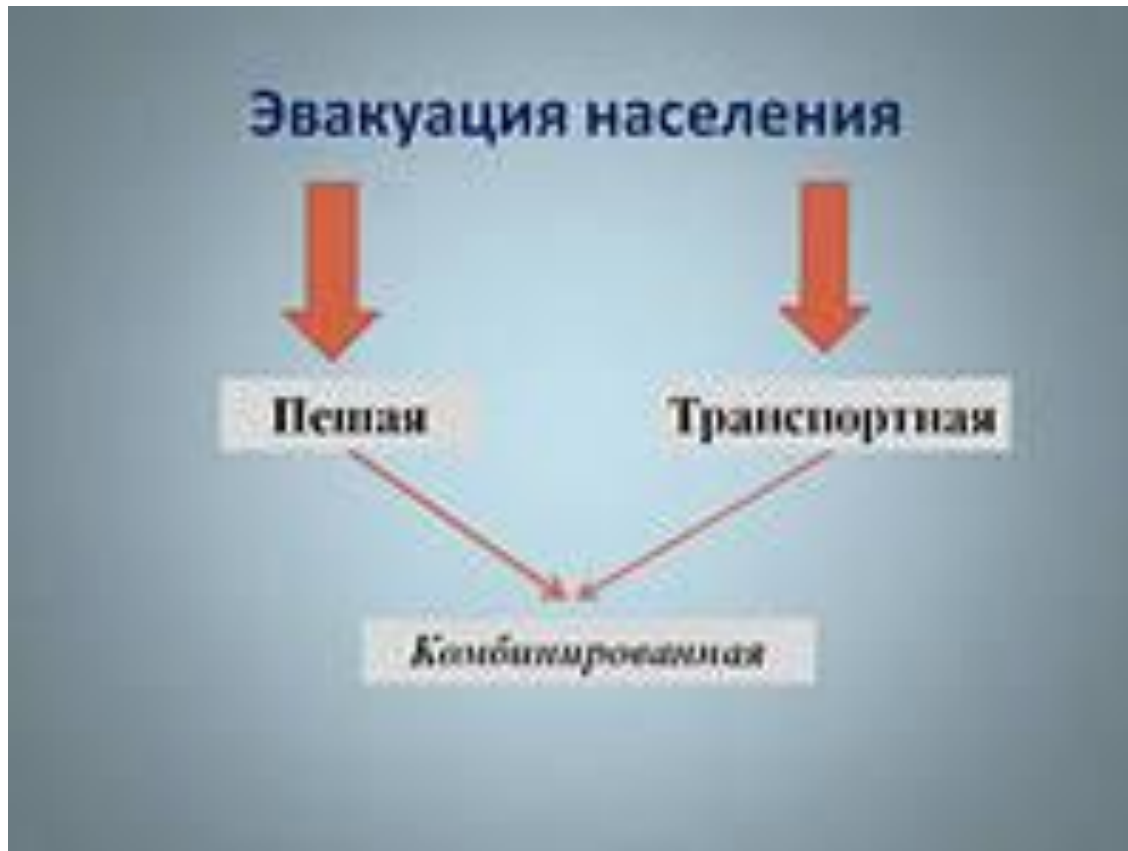 Эвакуация населения
Пешая
Транспортная
Комбинированная